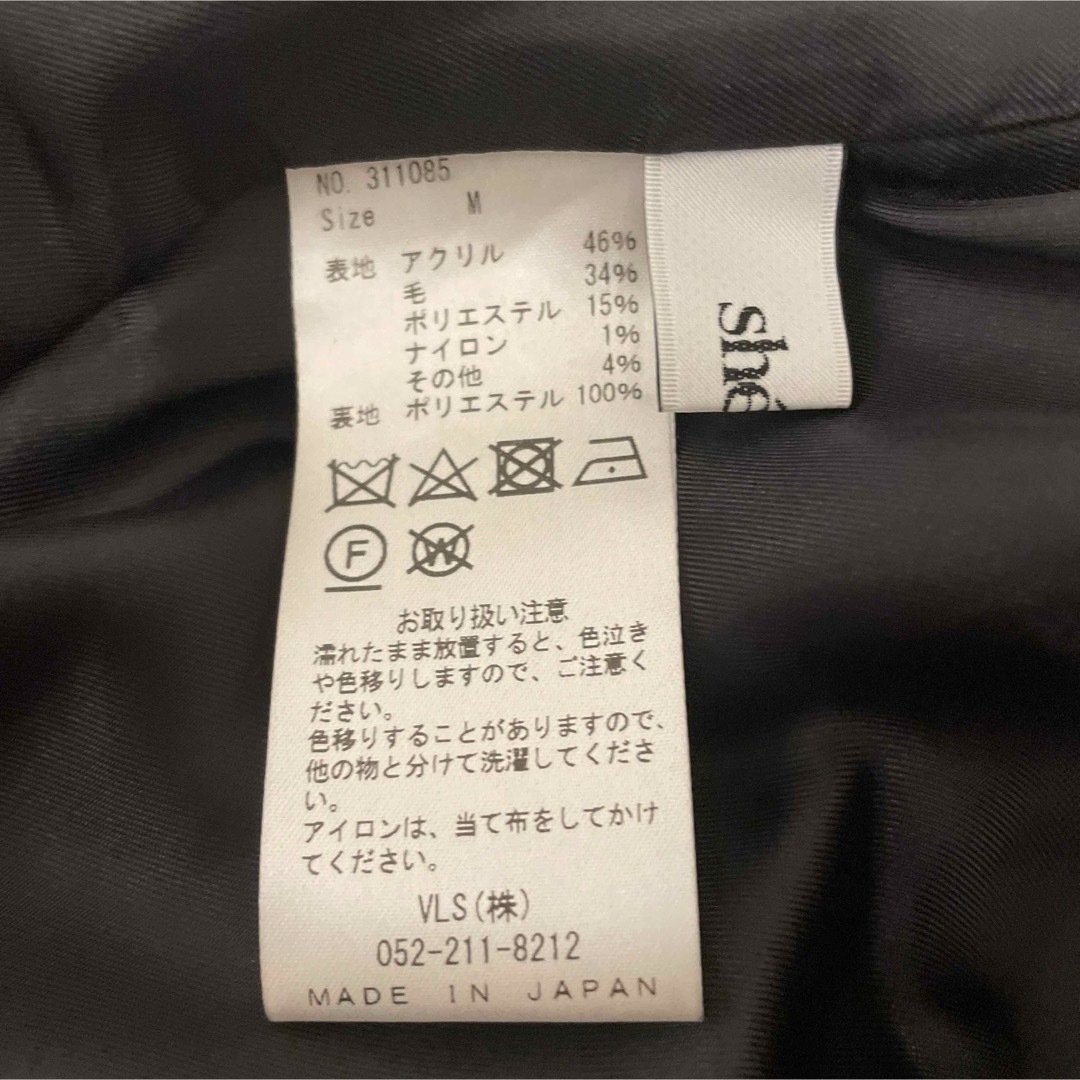 NO. 311085
Size M
表地 アクリル 46%
毛 34%
ポリエステル 15%
ナイロン 1%
その他 4%
裏地 ポリエステル 100%
F
W
お取り扱い注意
濡れたまま放置すると、色泣き
や色移りしますので、ご注意く
ださい。
色移りすることがありますので、
他の物と分けて洗濯してくださ
い。
アイロンは、当て布をしてかけ
てください。
VLS(株)
052-211-8212
MADE IN JAPAN
she